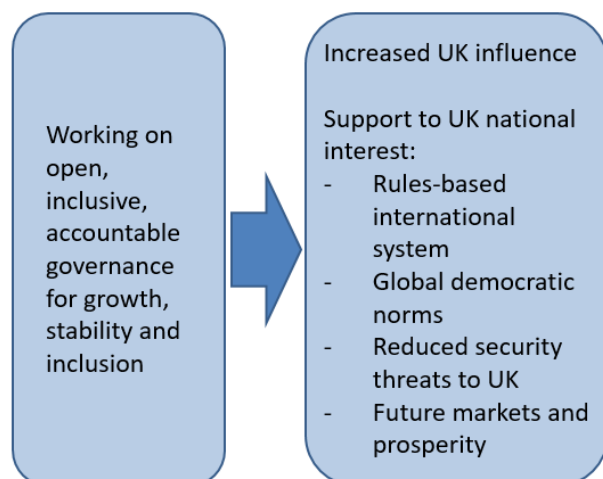 Working on
open,
inclusive,
accountable
governance
for growth,
stability and
inclusion
Increased UK influence
Support to UK national
interest:
- Rules-based
international
system
- Global democratic
norms
- Reduced security
threats to UK
- Future markets and
prosperity